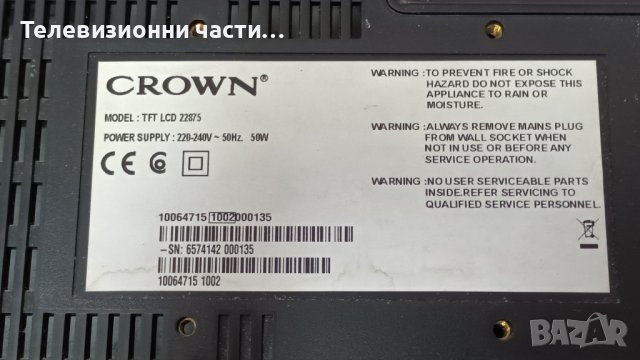 Телевизионни части...
CROWN®
MODEL : TFT LCD 22875
POWER SUPPLY : 220-240V ~ 50Hz. 50W
CE
WARNING :TO PREVENT FIRE OR SHOCK
HAZARD DO NOT EXPOSE THIS
APPLIANCE TO RAIN OR
MOISTURE.
WARNING :ALWAYS REMOVE MAINS PLUG
FROM WALL SOCKET WHEN
NOT IN USE OR BEFORE ANY
SERVICING.
WARNING :NO USER SERVICEABLE PARTS
INSIDE.REFER SERVICING TO
QUALIFIED SERVICE PERSONNEL.
10064715 1002 000135
–SN: 6574142 000135
10064715 1002
BAZAR